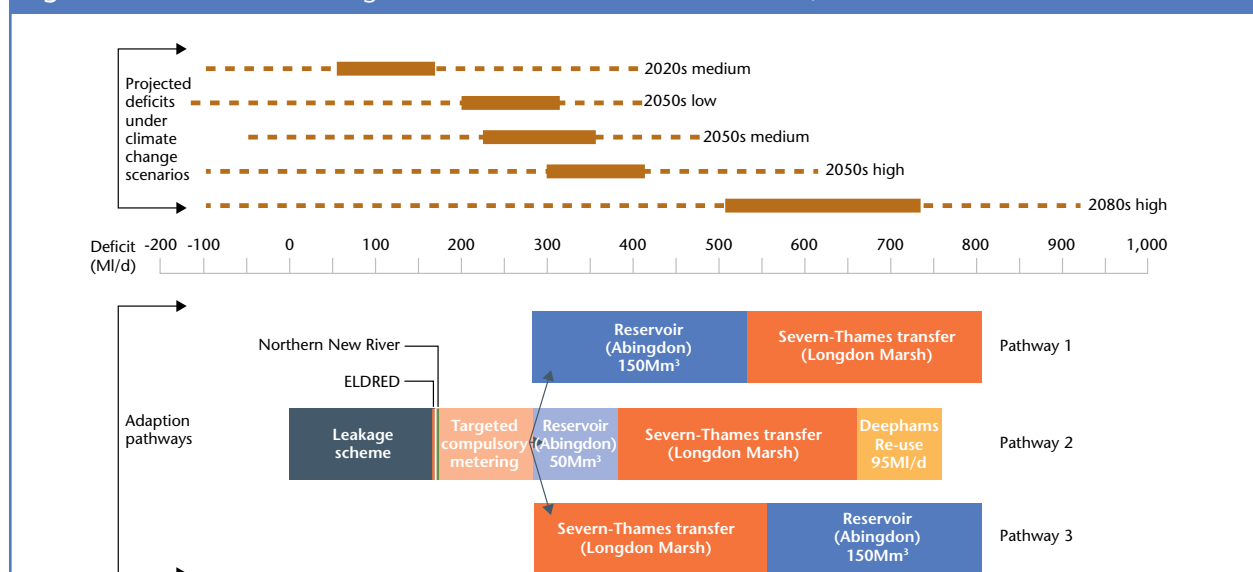 2020s medium
Projected
deficits
under
climate
change
scenarios
2050s low
2050s medium
2050s high
2080s high
Deficit
(Ml/d)
-200 -100 0 100 200 300 400 500 600 700 800 900 1,000
Northern New River
ELDRED
Adaption
pathways
Reservoir
(Abingdon)
150Mm³
Severn-Thames transfer
(Longdon Marsh)
Pathway 1
Leakage
scheme
Targeted
compulsory
metering
Reservoir
(Abingdon)
50Mm³
Severn-Thames transfer
(Longdon Marsh)
Deephams
Re-use
95Ml/d
Pathway 2
Severn-Thames transfer
(Longdon Marsh)
Reservoir
(Abingdon)
150Mm³
Pathway 3